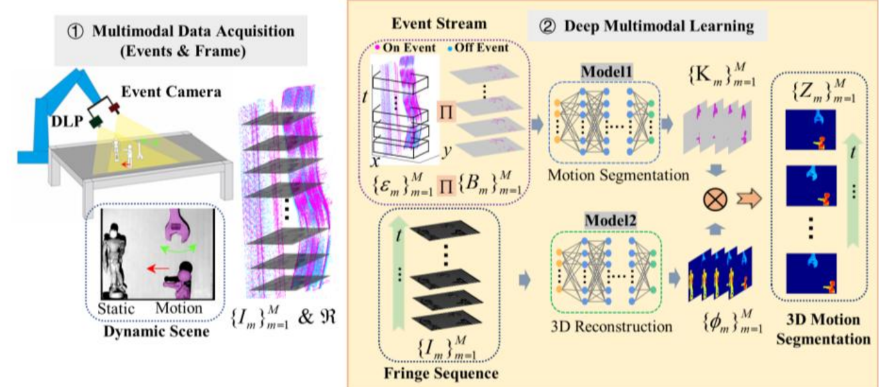 ① Multimodal Data Acquisition
(Events & Frame)
Event Camera
DLP
Static
Motion
Dynamic Scene
{I_m}_{m=1}^{M} & ℜ
② Deep Multimodal Learning
Event Stream
On Event
Off Event
t
x
y
Π
{ε_m}_{m=1}^{M} Π {B_m}_{m=1}^{M}
Model1
Motion Segmentation
{K_m}_{m=1}^{M}
t
{I_m}_{m=1}^{M}
Fringe Sequence
Model2
3D Reconstruction
{ϕ_m}_{m=1}^{M}
{Z_m}_{m=1}^{M}
t
3D Motion
Segmentation